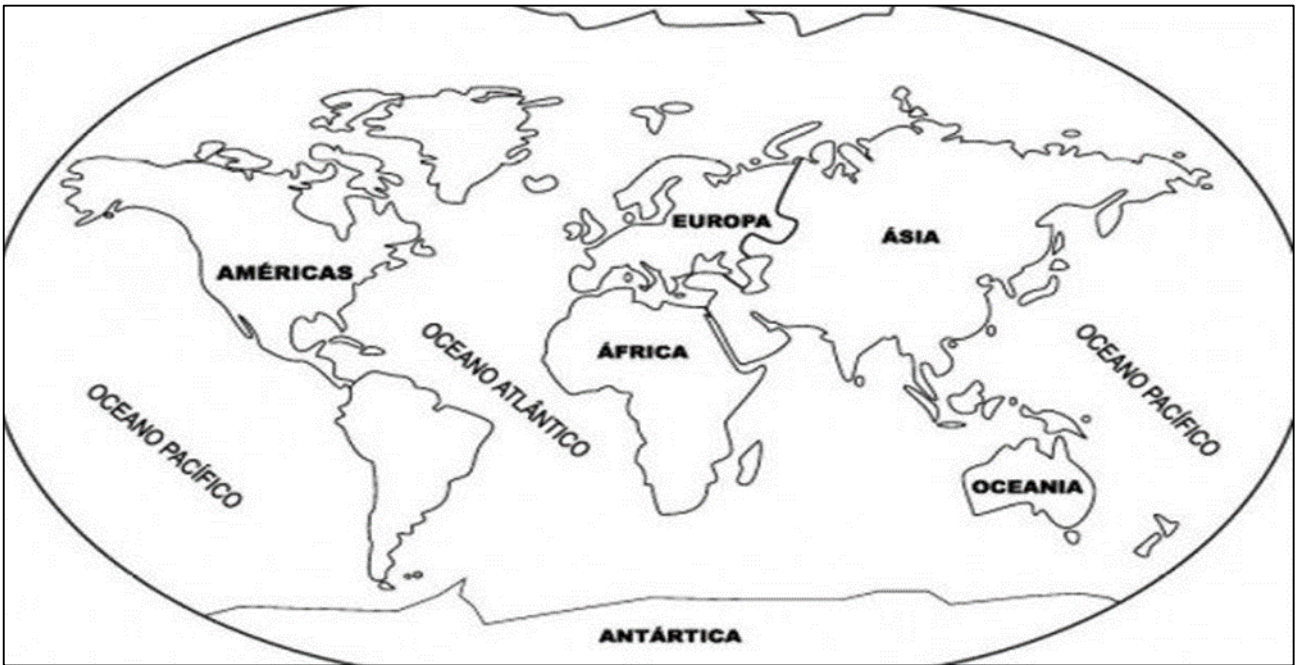 EUROPA
ÁSIA
AMÉRICAS
OCEANO ATLÂNTICO
ÁFRICA
OCEANO PACÍFICO
OCEANO PACÍFICO
OCEANIA
ANTÁRTICA